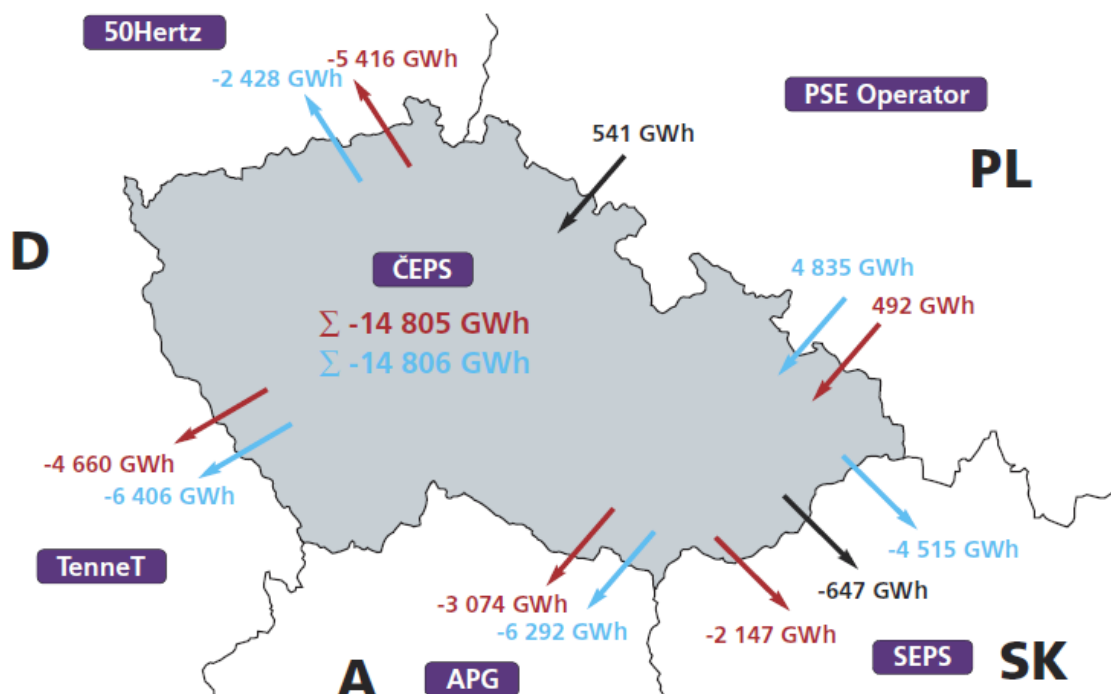 50Hertz
-5 416 GWh
-2 428 GWh
PSE Operator
541 GWh
PL
D
ČEPS
4 835 GWh
492 GWh
∑ -14 805 GWh
∑ -14 806 GWh
-4 660 GWh
-6 406 GWh
-4 515 GWh
TenneT
-647 GWh
-3 074 GWh
-6 292 GWh
-2 147 GWh
A
APG
SEPS
SK